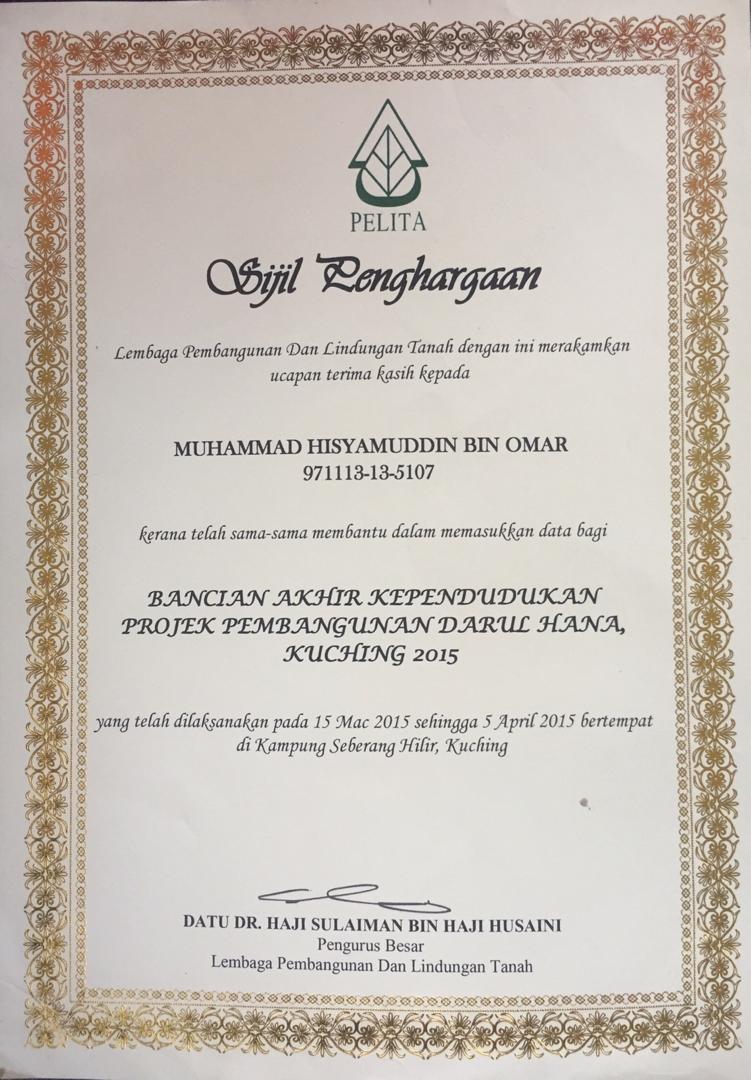 PELITA
Sijil Penghargaan
Lembaga Pembangunan Dan Lindungan Tanah dengan ini merakamkan
ucapan terima kasih kepada
MUHAMMAD HISYAMUDDIN BIN OMAR
971113-13-5107
kerana telah sama-sama membantu dalam memasukkan data bagi
BANCIAN AKHIR KEPENDUDUKAN
PROJEK PEMBANGUNAN DARUL HANA,
KUCHING 2015
yang telah dilaksanakan pada 15 Mac 2015 sehingga 5 April 2015 bertempat
di Kampung Seberang Hilir, Kuching
DATU DR. HAJI SULAIMAN BIN HAJI HUSAINI
Pengurus Besar
Lembaga Pembangunan Dan Lindungan Tanah